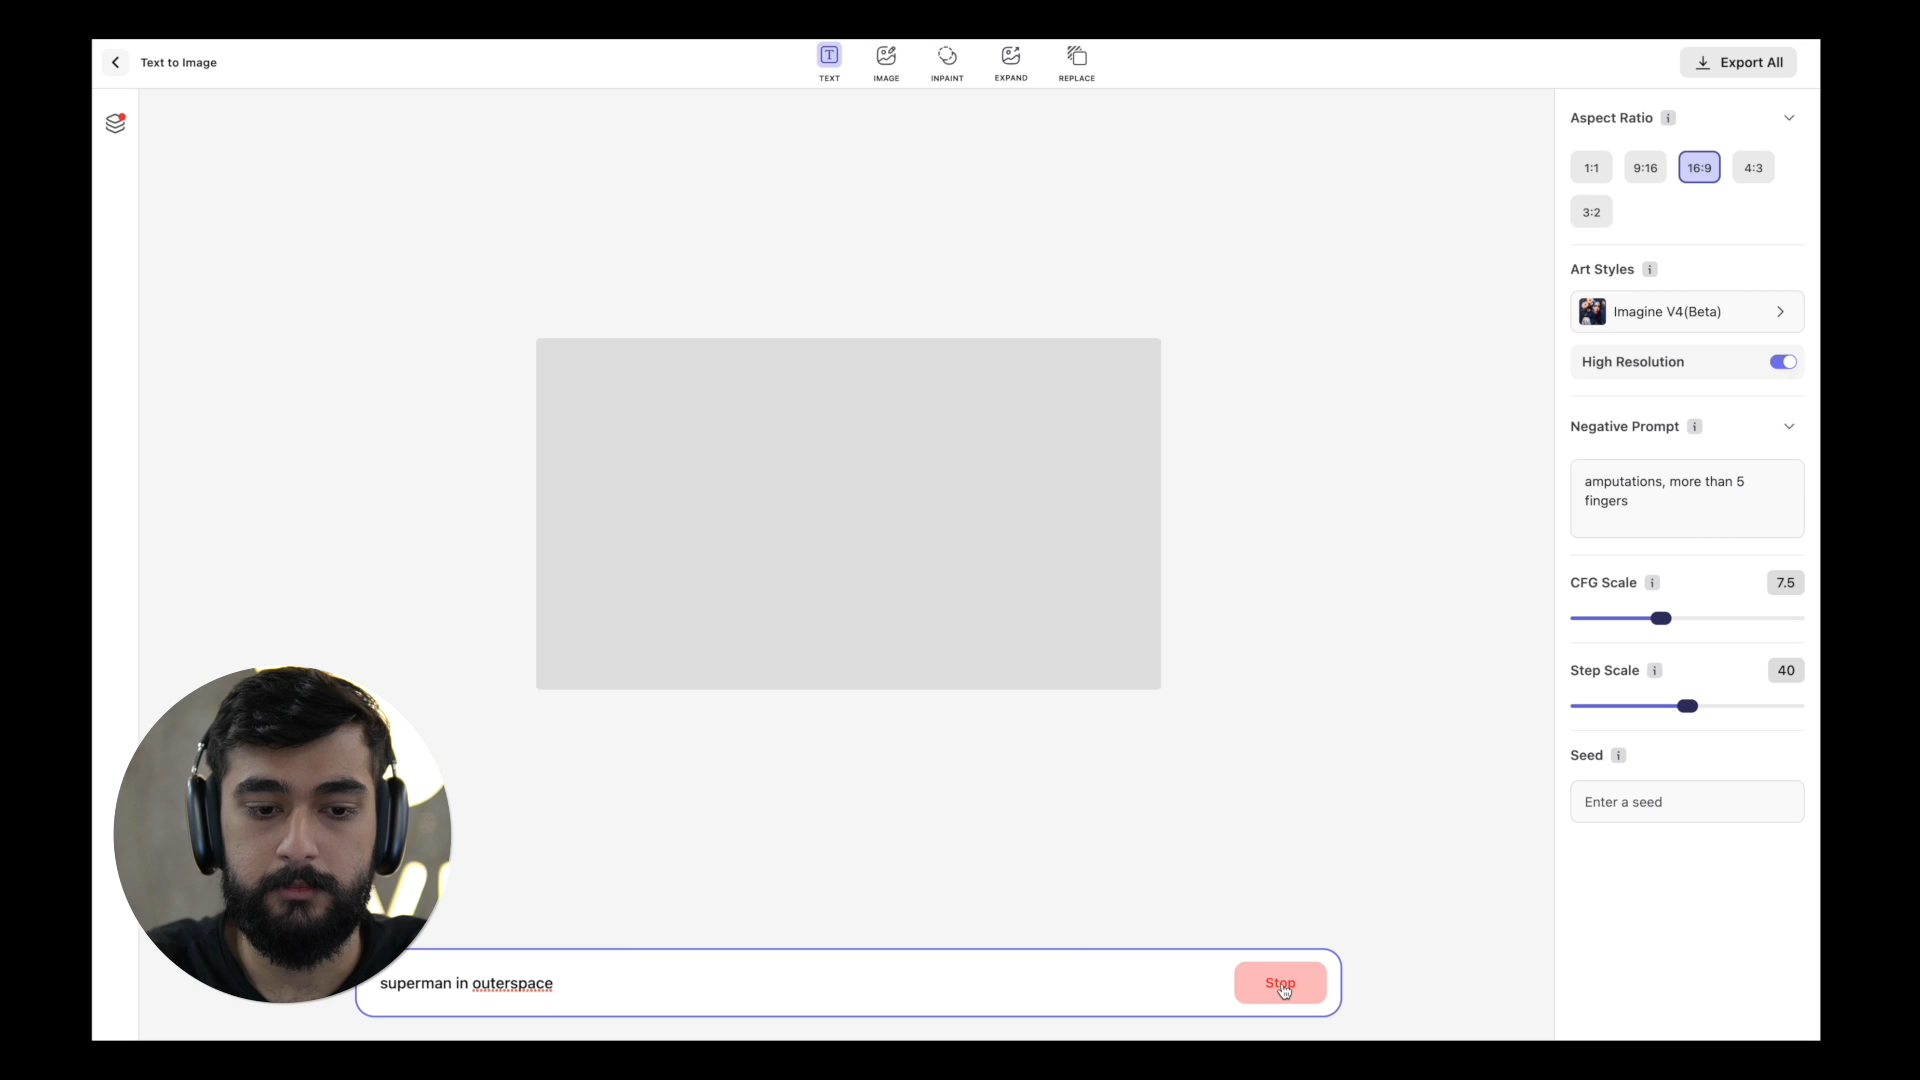 Text to Image
TEXT
IMAGE
INPAINT
EXPAND
REPLACE
Export All
Aspect Ratio i
1:1
9:16
16:9
4:3
3:2
Art Styles i
Imagine V4(Beta)
High Resolution
Negative Prompt i
amputations, more than 5
fingers
CFG Scale i
7.5
Step Scale i
40
Seed i
Enter a seed
superman in outerspace
Stop